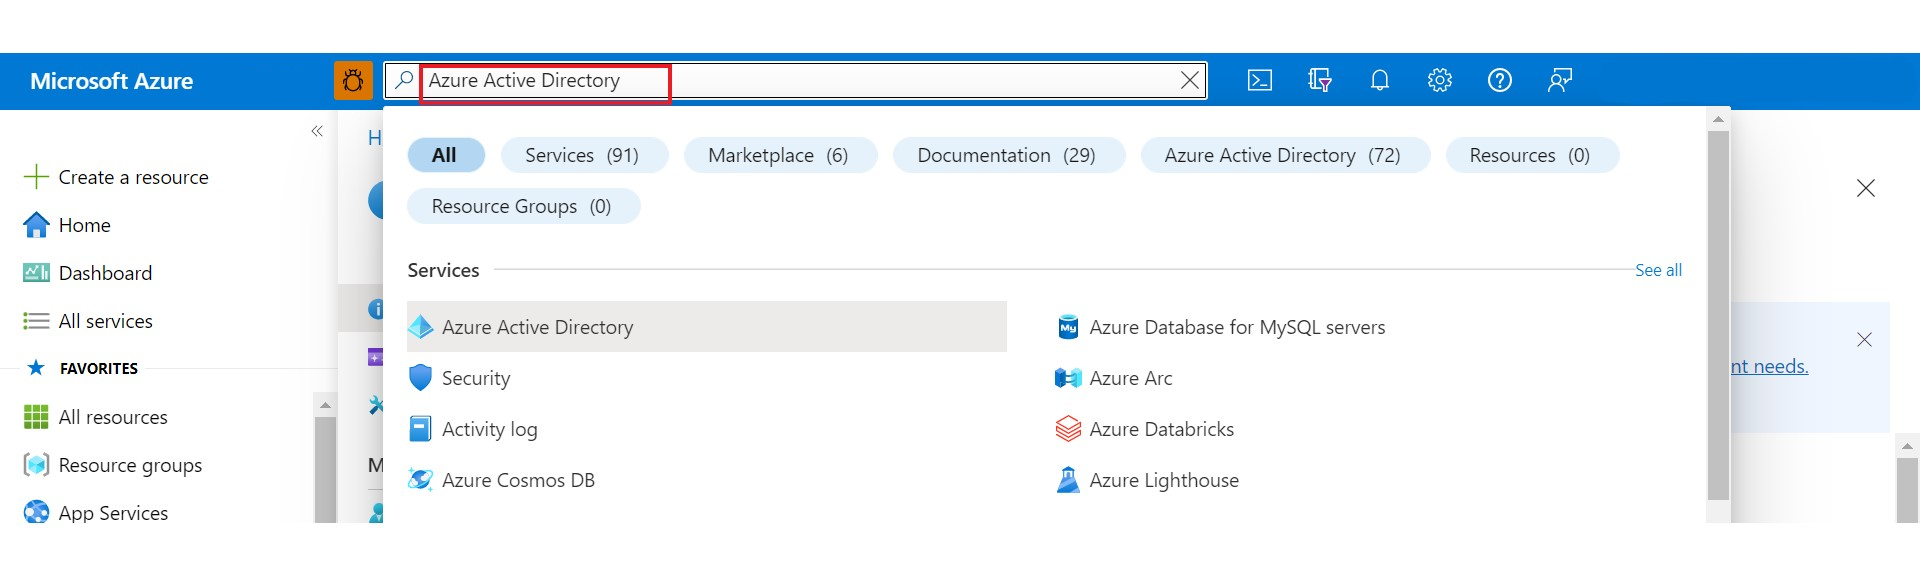 Microsoft Azure
Azure Active Directory
All
Services (91)
Marketplace (6)
Documentation (29)
Azure Active Directory (72)
Resources (0)
Resource Groups (0)
Create a resource
Home
Dashboard
All services
FAVORITES
All resources
Resource groups
App Services
H
M
Services
See all
Azure Active Directory
Azure Database for MySQL servers
Security
Azure Arc
Activity log
Azure Databricks
Azure Cosmos DB
Azure Lighthouse
nt needs.